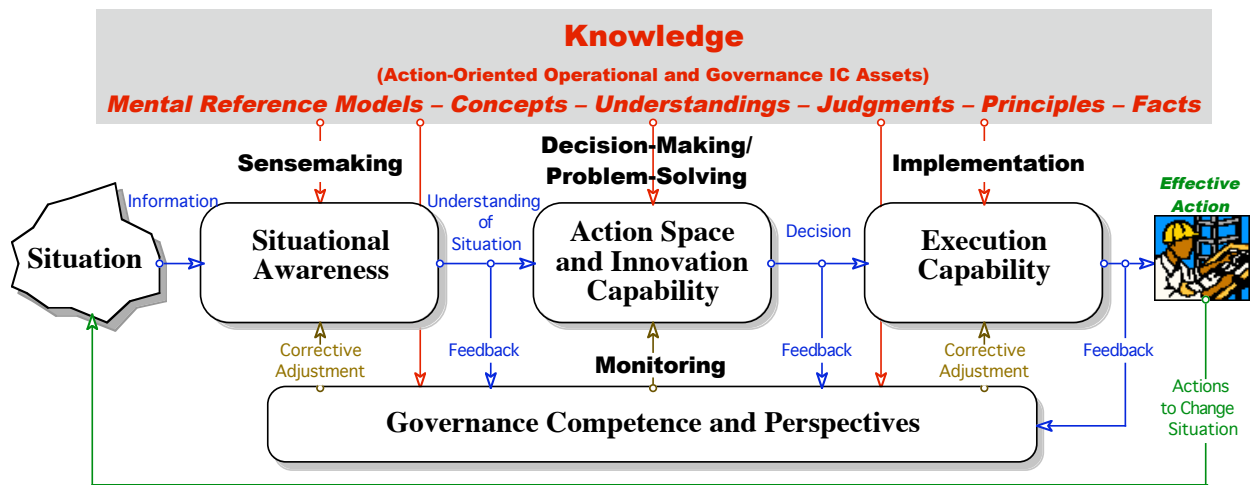 Knowledge
(Action-Oriented Operational and Governance IC Assets)
Mental Reference Models – Concepts – Understandings – Judgments – Principles – Facts
Sensemaking
Decision-Making/
Problem-Solving
Implementation
Effective
Action
Situation
Information
Situational
Awareness
Understanding
of
Situation
Action Space
and Innovation
Capability
Decision
Execution
Capability
Corrective
Adjustment
Feedback
Monitoring
Feedback
Corrective
Adjustment
Feedback
Actions
to Change
Situation
Governance Competence and Perspectives